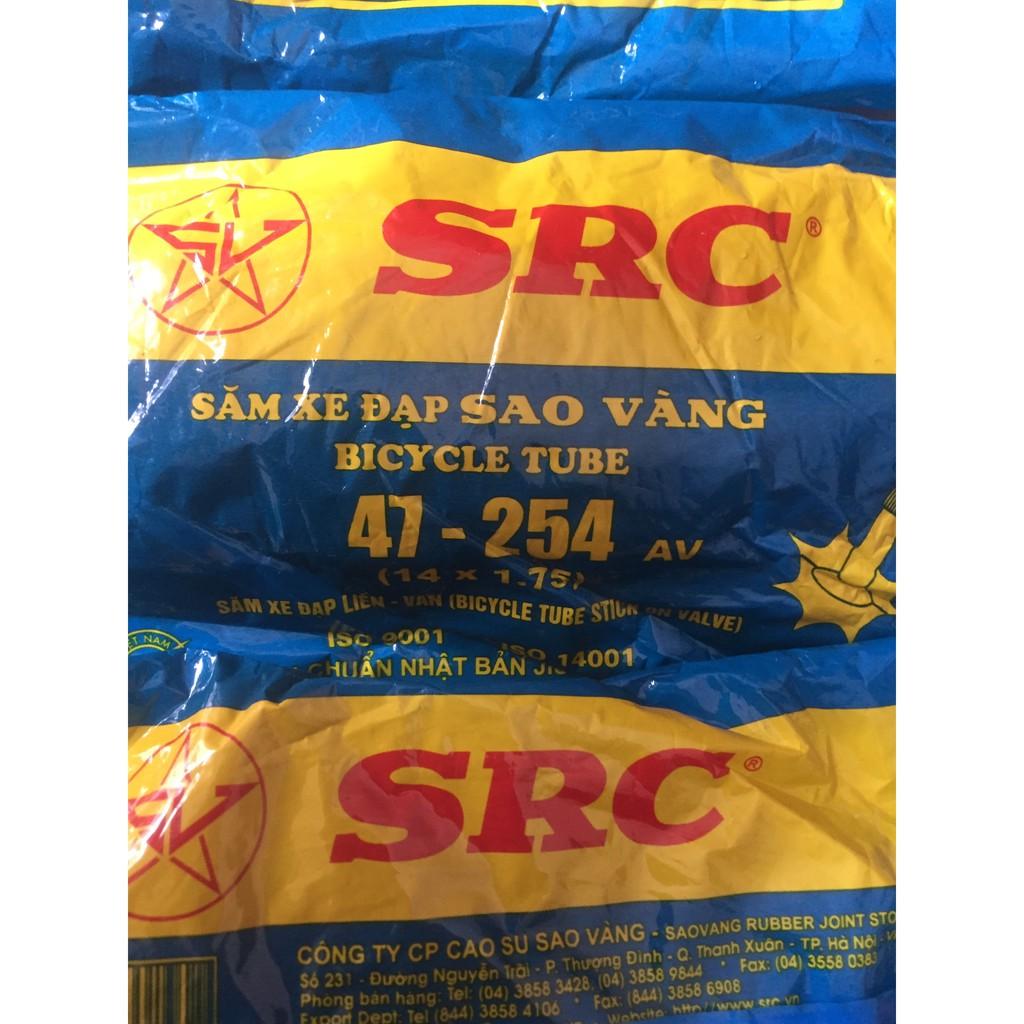 SV
SRC®
SĂM XE ĐẠP SAO VÀNG
BICYCLE TUBE
47 - 254 AV
(14 x 1.75)
SĂM XE ĐẠP LIỀN - VAN (BICYCLE TUBE STICK ON VALVE)
ISO 9001 ISO 14001
CHUẨN NHẬT BẢN
SV
SRC®
CÔNG TY CP CAO SU SAO VÀNG - SAOVANG RUBBER JOINT STO
Số 231 - Đường Nguyễn Trãi - P. Thượng Đình - Q. Thanh Xuân - TP. Hà Nội
Phòng bán hàng: Tel: (04) 3858 3428, (04) 3858 9844 * Fax: (04) 3558 0383
Export Dept: Tel (844) 3858 4106 * Fax: (844) 3858 6908
Website: http://www.src.vn